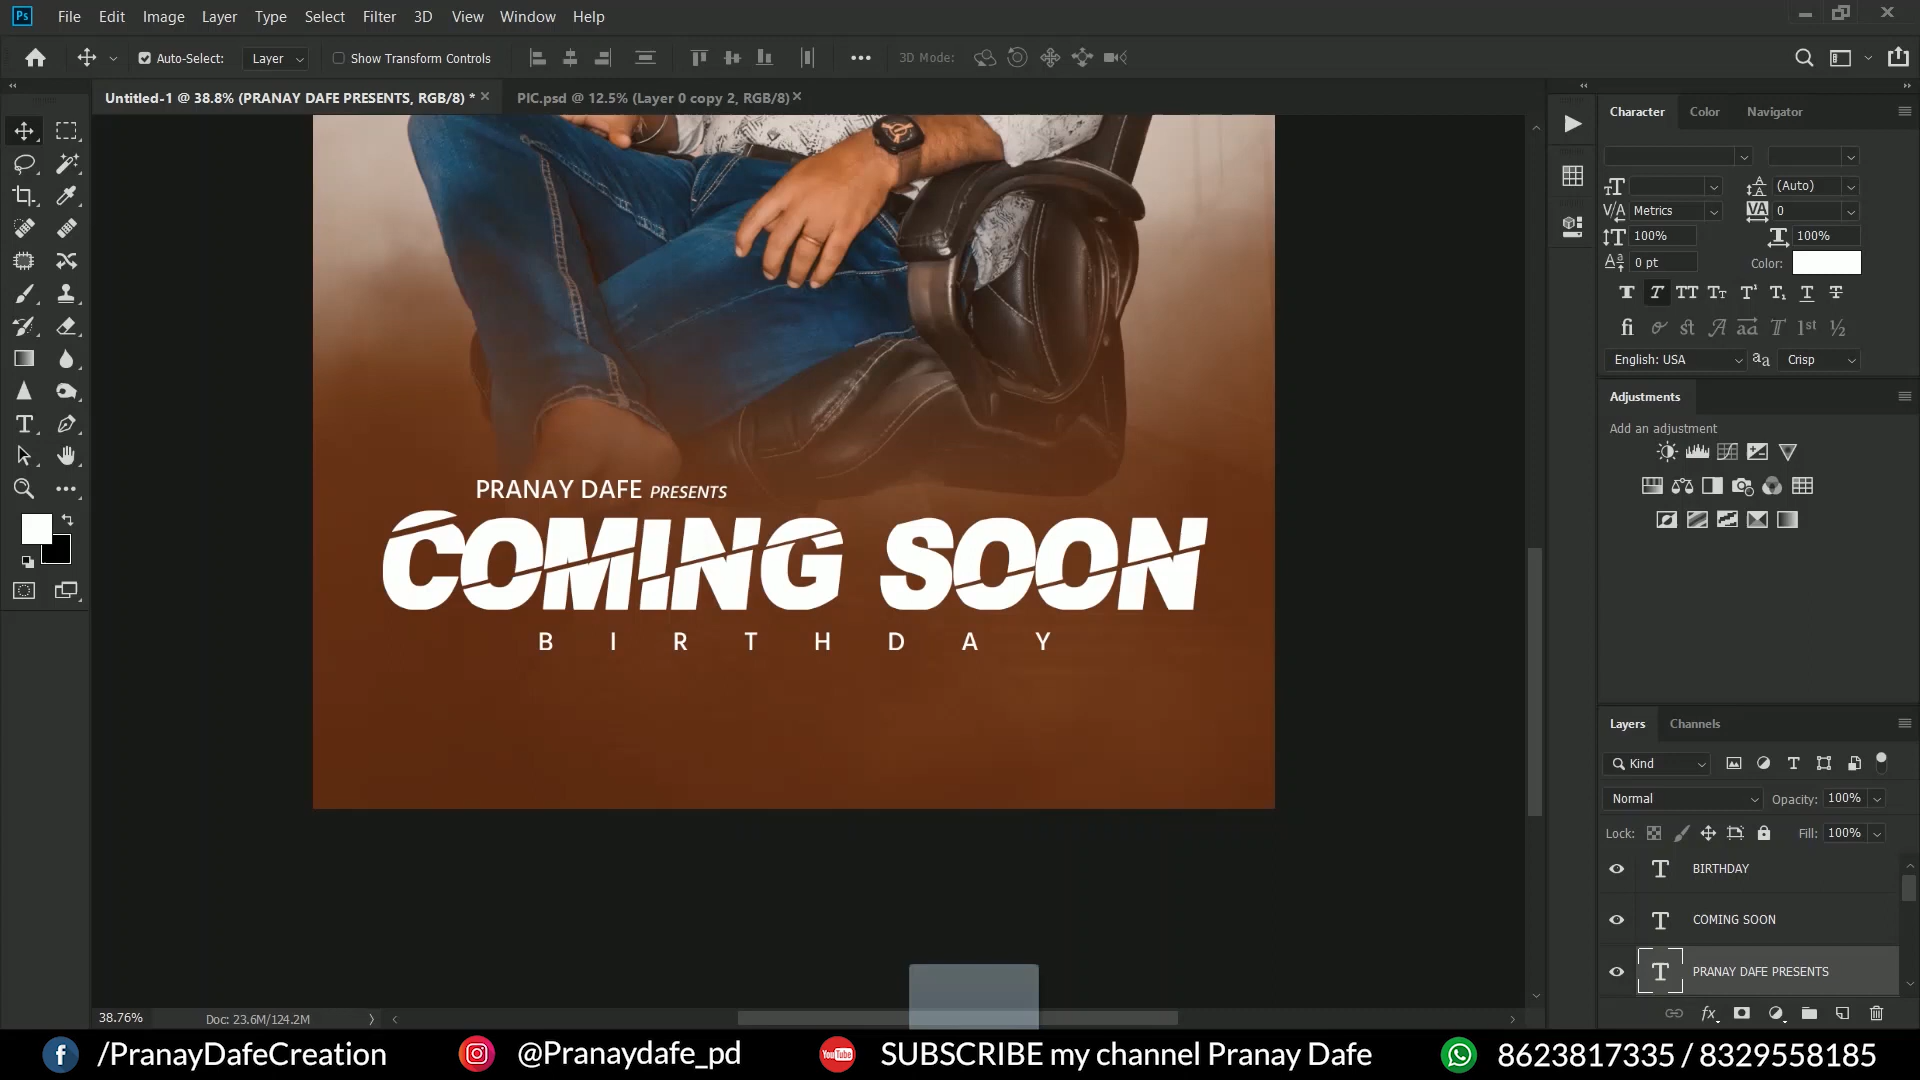 Ps File Edit Image Layer Type Select Filter 3D View Window Help
Auto-Select: Layer Show Transform Controls 3D Mode:
Untitled-1 @ 38.8% (PRANAY DAFE PRESENTS, RGB/8) * PIC.psd @ 12.5% (Layer 0 copy 2, RGB/8)
Character Color Navigator
(Auto)
Metrics 0
100% 100%
0 pt Color:
English: USA Crisp
Adjustments
Add an adjustment
PRANAY DAFE PRESENTS
COMING SOON
BIRTHDAY
Layers Channels
Kind
Normal Opacity: 100%
Lock: Fill: 100%
BIRTHDAY
COMING SOON
PRANAY DAFE PRESENTS
38.76% Doc: 23.6M/124.2M
/PranayDafeCreation @Pranaydafe_pd YouTube SUBSCRIBE my channel Pranay Dafe 8623817335 / 8329558185